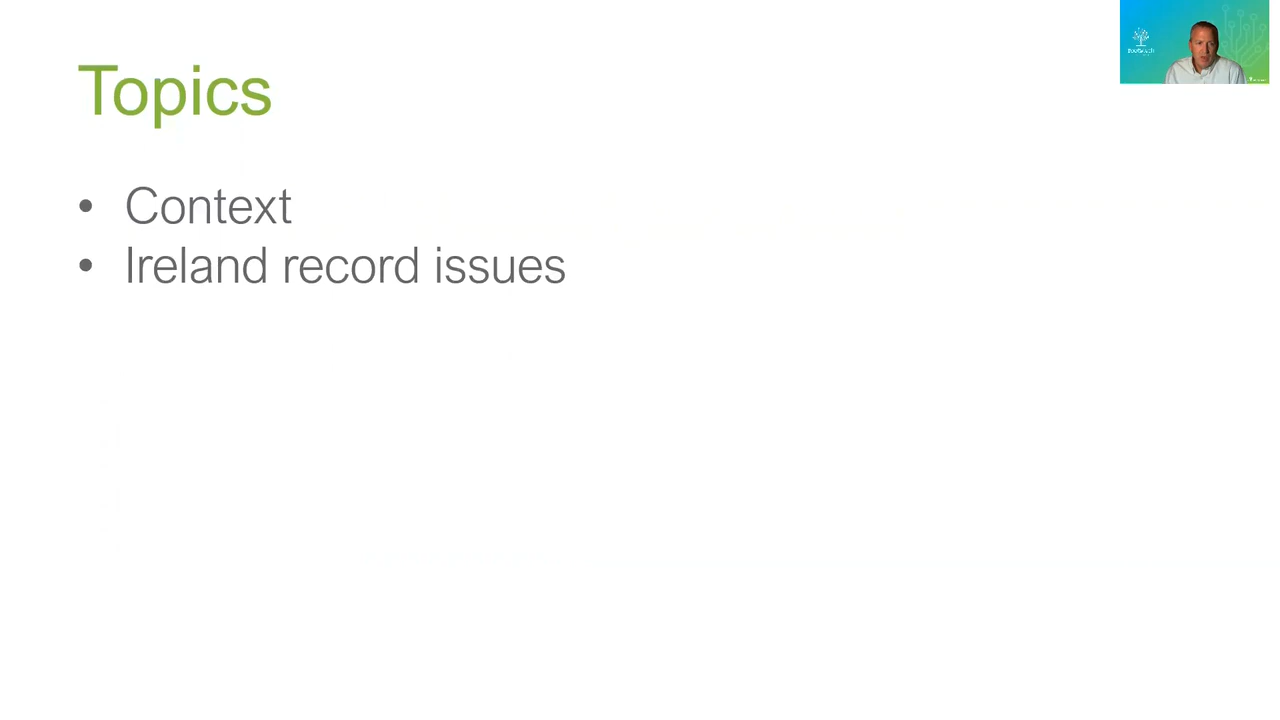 Topics
• Context
• Ireland record issues